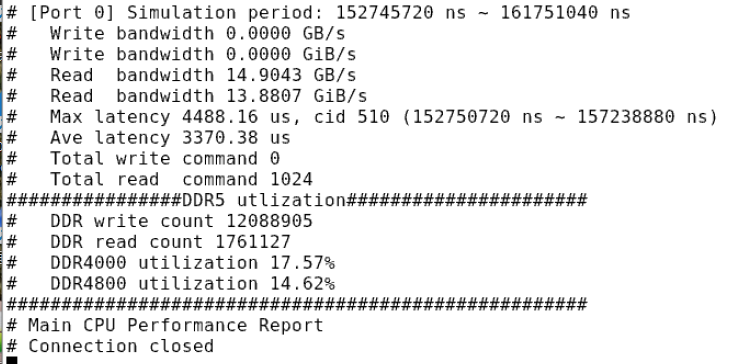 # [Port 0] Simulation period: 152745720 ns ~ 161751040 ns
#   Write bandwidth 0.0000 GB/s
#   Write bandwidth 0.0000 GiB/s
#   Read  bandwidth 14.9043 GB/s
#   Read  bandwidth 13.8807 GiB/s
#   Max latency 4488.16 us, cid 510 (152750720 ns ~ 157238880 ns)
#   Ave latency 3370.38 us
#   Total write command 0
#   Total read  command 1024
################DDR5 utlization######################
#   DDR write count 12088905
#   DDR read count 1761127
#   DDR4000 utilization 17.57%
#   DDR4800 utilization 14.62%
######################################################
# Main CPU Performance Report
# Connection closed